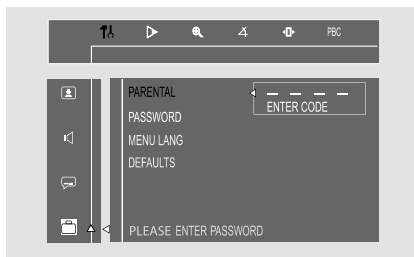 PBC
PARENTAL
_ _ _ _
ENTER CODE
PASSWORD
MENU LANG
DEFAULTS
PLEASE ENTER PASSWORD